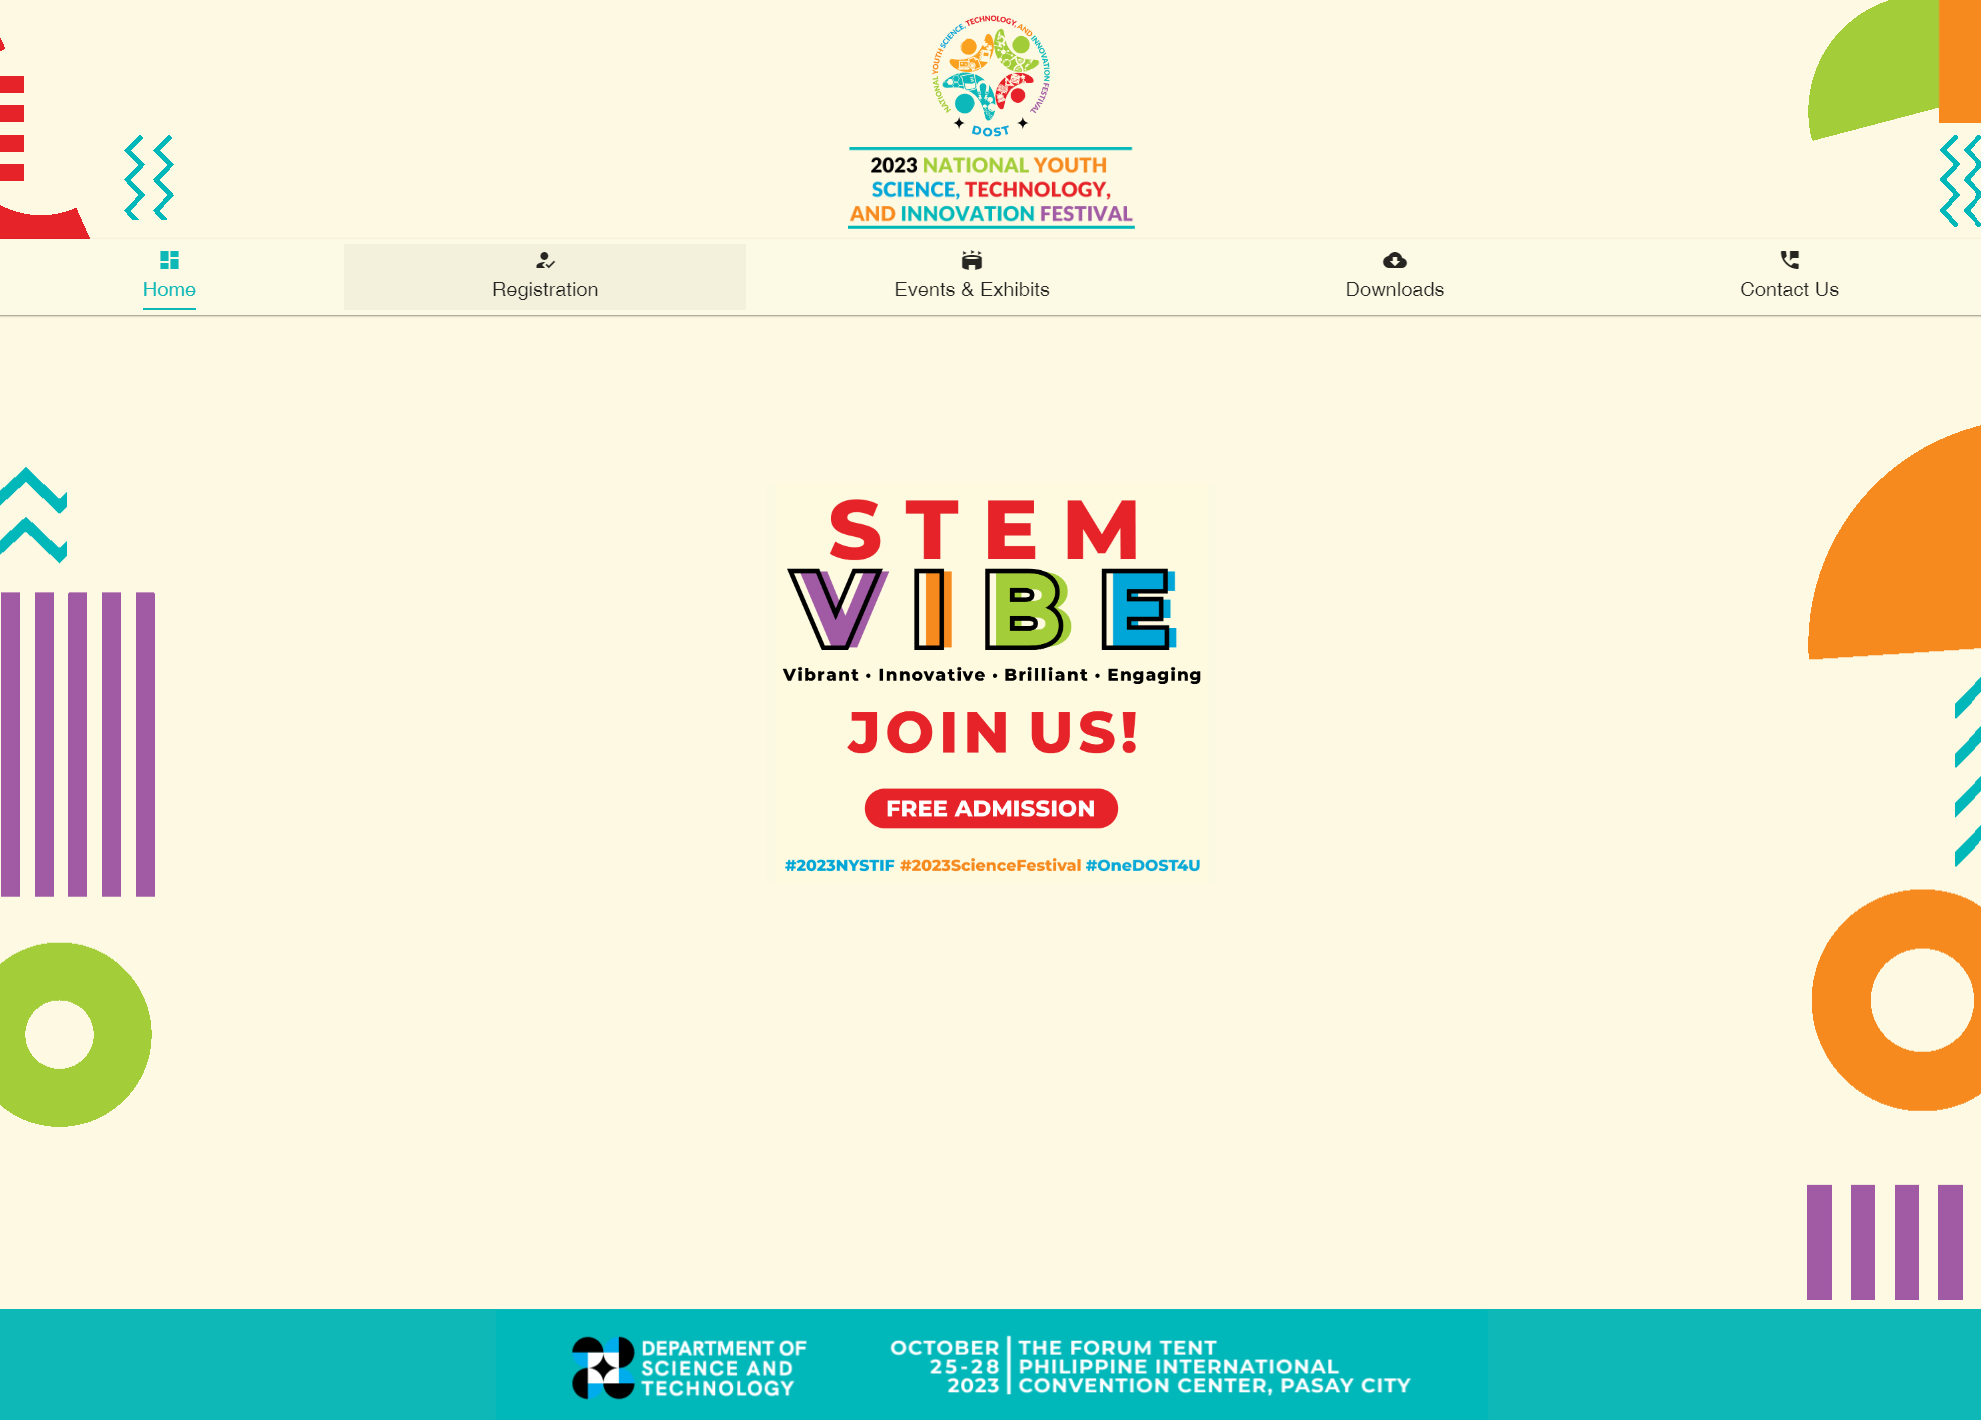 NATIONAL YOUTH SCIENCE, TECHNOLOGY, AND INNOVATION FESTIVAL
DOST
2023 NATIONAL YOUTH
SCIENCE, TECHNOLOGY,
AND INNOVATION FESTIVAL
Home
Registration
Events & Exhibits
Downloads
Contact Us
STEM
VIBE
Vibrant • Innovative • Brilliant • Engaging
JOIN US!
FREE ADMISSION
#2023NYSTIF #2023ScienceFestival #OneDOST4U
DEPARTMENT OF
SCIENCE AND
TECHNOLOGY
OCTOBER
25-28
2023
THE FORUM TENT
PHILIPPINE INTERNATIONAL
CONVENTION CENTER, PASAY CITY